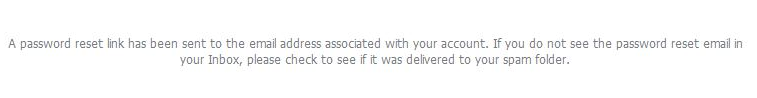 A password reset link has been sent to the email address associated with your account. If you do not see the password reset email in
your Inbox, please check to see if it was delivered to your spam folder.